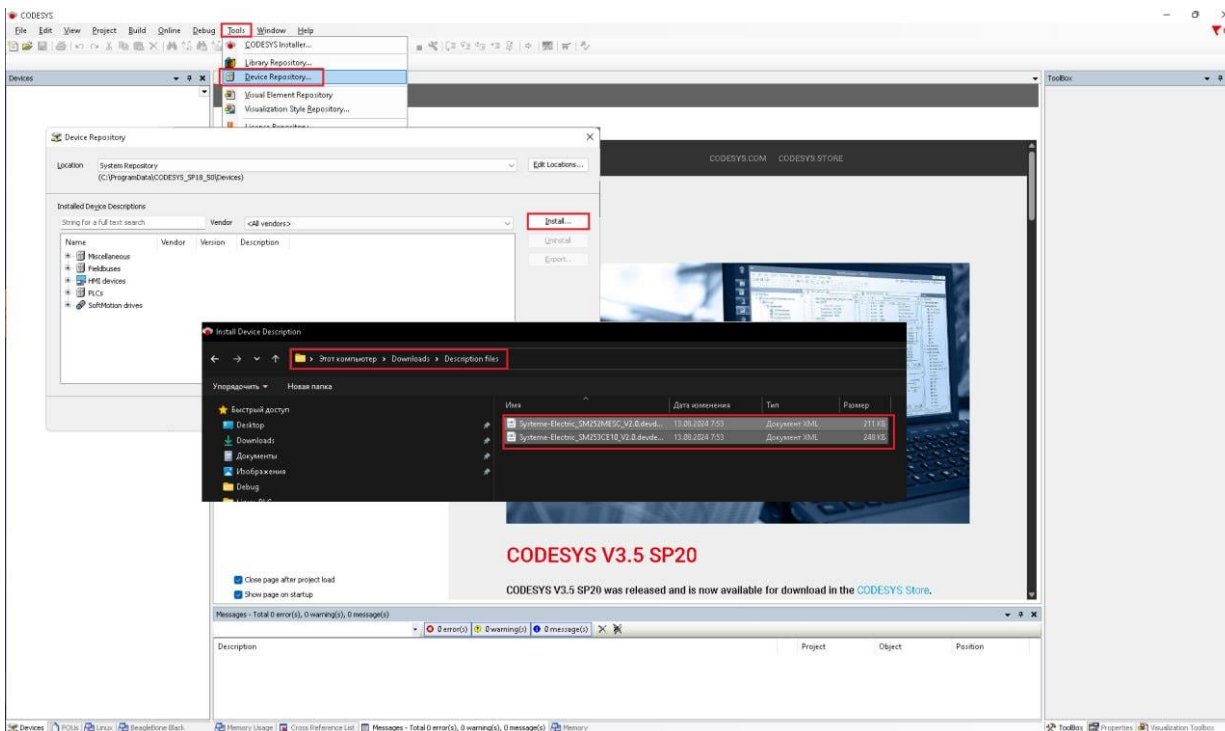 CODESYS
File Edit View Project Build Online Debug Tools Window Help
CODESYS Installer...
Library Repository...
Device Repository...
Visual Element Repository
Visualization Style Repository...
License Repository
Devices
ToolBox
Device Repository
Location System Repository
Edit Locations...
(C:\ProgramData\CODESYS_SP18_50\Devices)
CODESYS.COM CODESYS STORE
Installed Device Descriptions
String for a full text search Vendor <All vendors>
Install...
Name Vendor Version Description
Uninstall
Export...
Miscellaneous
Fieldbuses
HMI devices
PLCs
SoftMotion drives
Install Device Description
Этот компьютер > Downloads > Description files
Упорядочить Новая папка
Имя Дата изменения Тип Размер
Быстрый доступ
Desktop
Downloads
Документы
Изображения
Debug
Systeme-Electric_SM252MESC_V2.0.devd... 13.08.2024 7:53 Документ XML 211 КБ
Systeme-Electric_SM253CE10_V2.0.devde... 13.08.2024 7:53 Документ XML 248 КБ
CODESYS V3.5 SP20
CODESYS V3.5 SP20 was released and is now available for download in the CODESYS Store.
Close page after project load
Show page on startup
Messages - Total 0 error(s), 0 warning(s), 0 message(s)
0 error(s) 0 warning(s) 0 message(s)
Description Project Object Position
Devices POUs Linux BeagleBone Black Memory Usage Cross Reference List Messages - Total 0 error(s), 0 warning(s), 0 message(s) Memory ToolBox Properties Visualization Toolbox